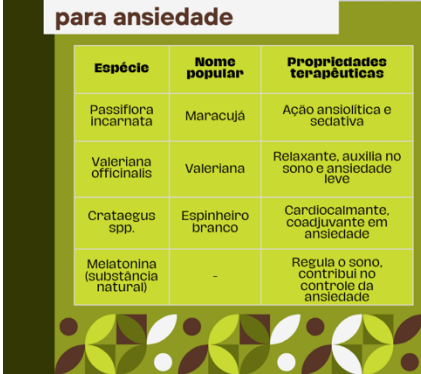 para ansiedade
Espécie
Nome
popular
Propriedades
terapêuticas
Passiflora
incarnata
Maracujá
Ação ansiolítica e
sedativa
Valeriana
officinalis
Valeriana
Relaxante, auxilia no
sono e ansiedade
leve
Crataegus
spp.
Espinheiro
branco
Cardiocalmante,
coadjuvante em
ansiedade
Melatonina
(substância
natural)
-
Regula o sono,
contribui no
controle da
ansiedade